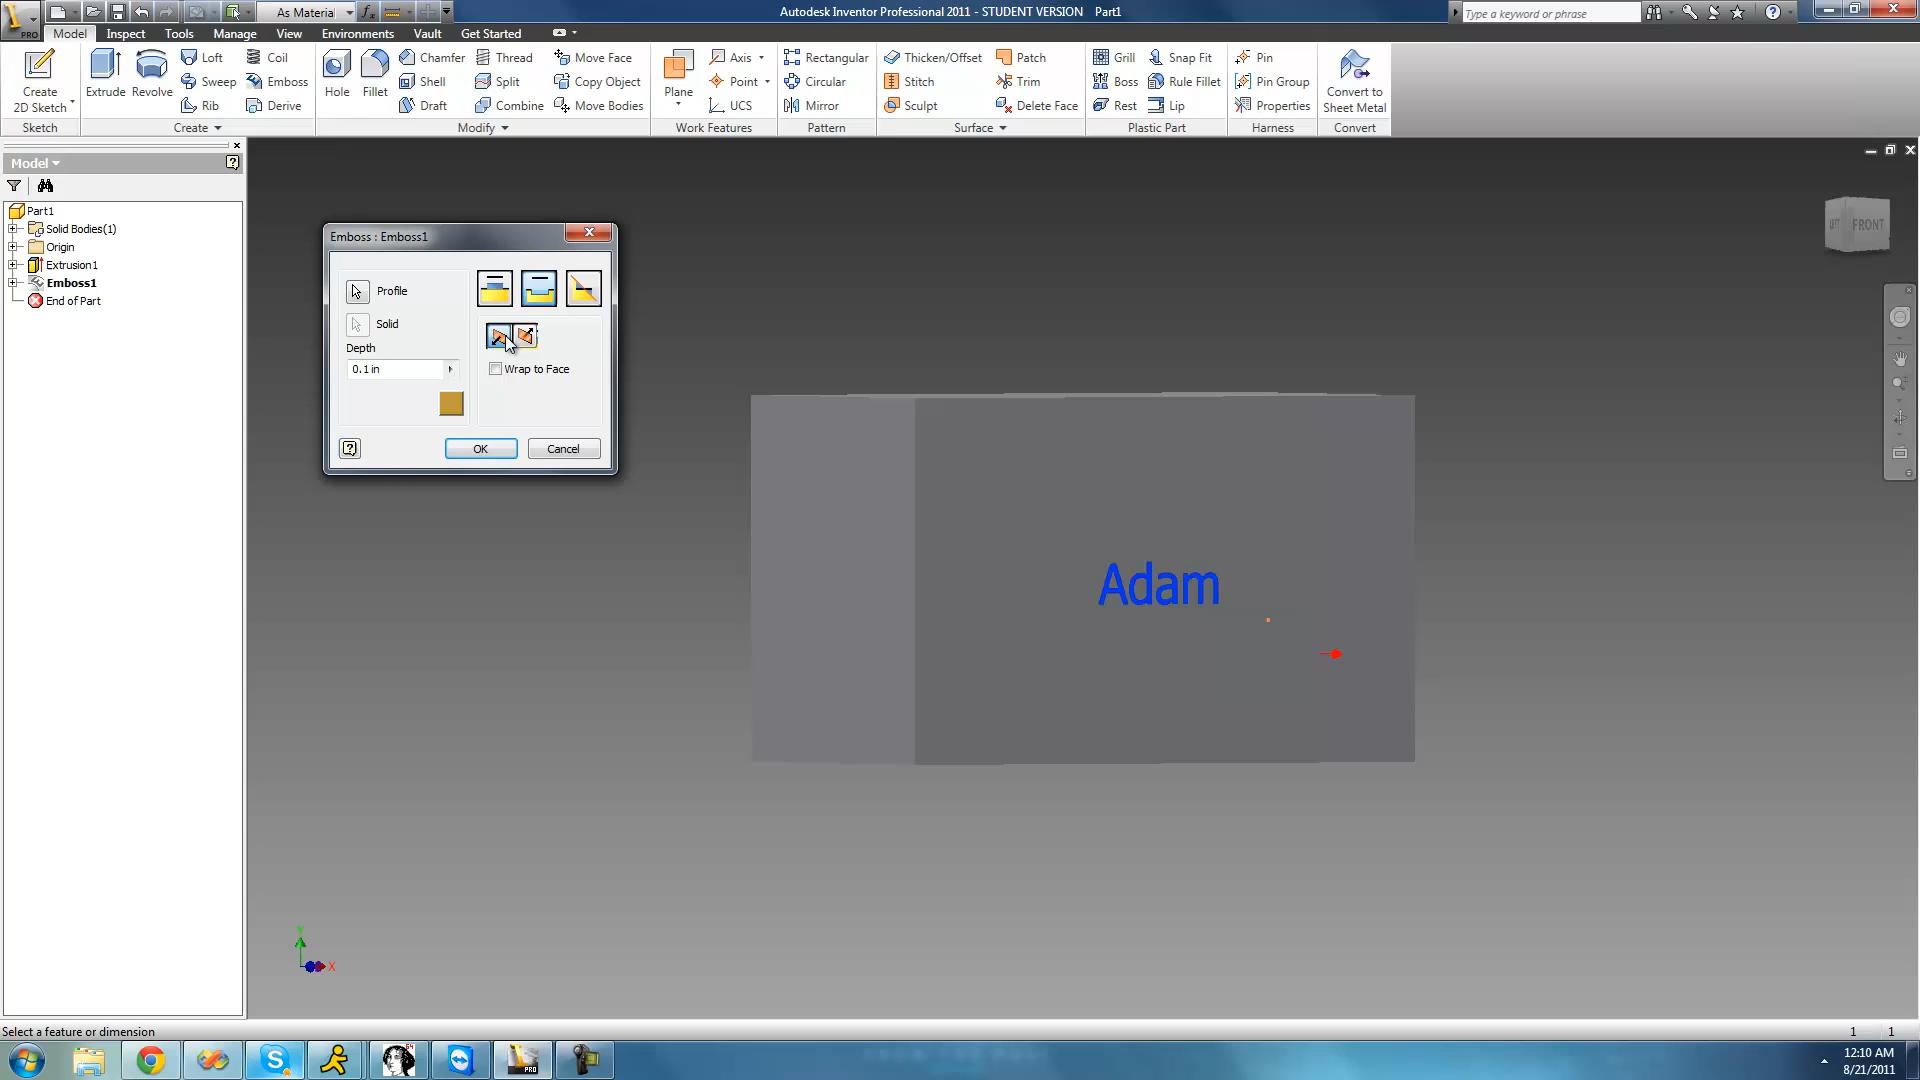 As Material
Autodesk Inventor Professional 2011 - STUDENT VERSION Part1
Type a keyword or phrase
PRO
Model Inspect Tools Manage View Environments Vault Get Started
Create 2D Sketch
Extrude Revolve Loft Sweep Rib Coil Emboss Derive
Hole Fillet Chamfer Shell Draft Thread Split Combine Move Face Copy Object Move Bodies
Plane Axis Point UCS
Rectangular Circular Mirror
Thicken/Offset Stitch Sculpt Patch Trim Delete Face
Grill Boss Rest Snap Fit Rule Fillet Lip
Pin Pin Group Properties
Convert to Sheet Metal
Sketch Create Modify Work Features Pattern Surface Plastic Part Harness Convert
Model
Part1
Solid Bodies(1)
Origin
Extrusion1
Emboss1
End of Part
Emboss : Emboss1
Profile
Solid
Depth
0.1 in
Wrap to Face
OK Cancel
LEFT FRONT
Adam
Y
X
Select a feature or dimension
1 1
64
PRO
12:10 AM
8/21/2011